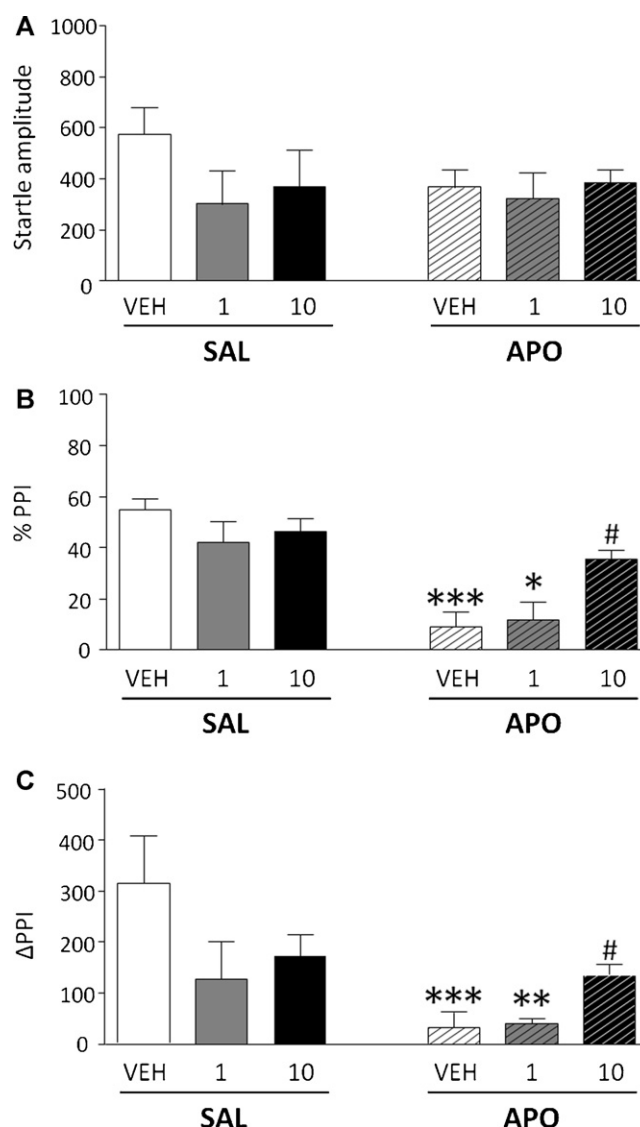 A
1000
800
600
400
200
0
Startle amplitude
VEH 1 10 VEH 1 10
SAL APO
B
100
80
60
40
20
0
% PPI
*** * #
VEH 1 10 VEH 1 10
SAL APO
C
500
400
300
200
100
0
ΔPPI
*** ** #
VEH 1 10 VEH 1 10
SAL APO